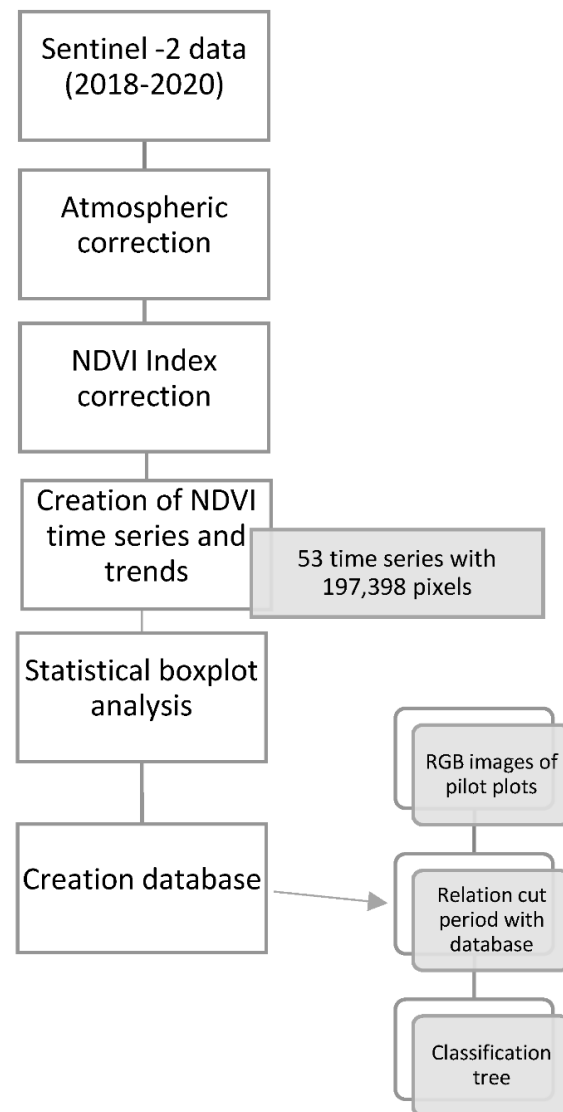 Sentinel -2 data
(2018-2020)
Atmospheric
correction
NDVI Index
correction
Creation of NDVI
time series and
trends
53 time series with
197,398 pixels
Statistical boxplot
analysis
Creation database
RGB images of
pilot plots
Relation cut
period with
database
Classification
tree